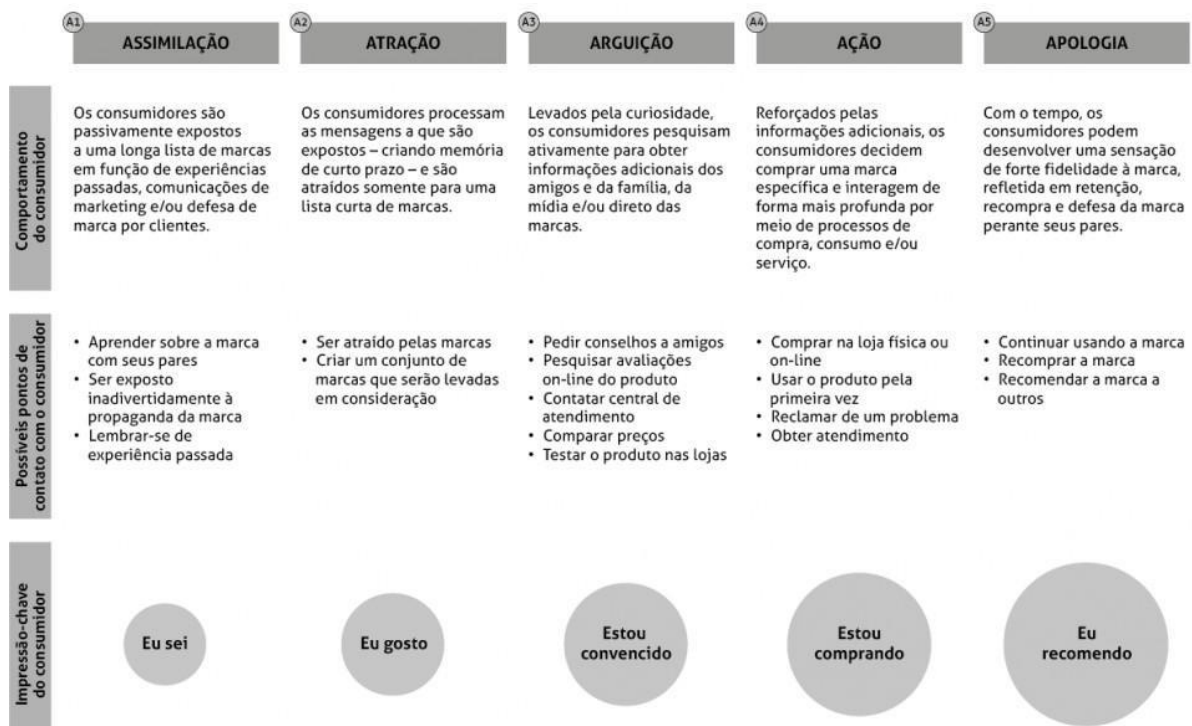 A1
ASSIMILAÇÃO
A2
ATRAÇÃO
A3
ARGUIÇÃO
A4
AÇÃO
A5
APOLOGIA
Comportamento
do consumidor
Os consumidores são
passivamente expostos
a uma longa lista de marcas
em função de experiências
passadas, comunicações de
marketing e/ou defesa de
marca por clientes.
Os consumidores processam
as mensagens a que são
expostos – criando memória
de curto prazo – e são
atraídos somente para uma
lista curta de marcas.
Levados pela curiosidade,
os consumidores pesquisam
ativamente para obter
informações adicionais dos
amigos e da família, da
mídia e/ou direto das
marcas.
Reforçados pelas
informações adicionais, os
consumidores decidem
comprar uma marca
específica e interagem de
forma mais profunda por
meio de processos de
compra, consumo e/ou
serviço.
Com o tempo, os
consumidores podem
desenvolver uma sensação
de forte fidelidade à marca,
refletida em retenção,
recompra e defesa da marca
perante seus pares.
Possíveis pontos de
contato com o consumidor
• Aprender sobre a marca
com seus pares
• Ser exposto
inadvertidamente à
propaganda da marca
• Lembrar-se de
experiência passada
• Ser atraído pelas marcas
• Criar um conjunto de
marcas que serão levadas
em consideração
• Pedir conselhos a amigos
• Pesquisar avaliações
on-line do produto
• Contatar central de
atendimento
• Comparar preços
• Testar o produto nas lojas
• Comprar na loja física ou
on-line
• Usar o produto pela
primeira vez
• Reclamar de um problema
• Obter atendimento
• Continuar usando a marca
• Recomprar a marca
• Recomendar a marca a
outros
Impressão-chave
do consumidor
Eu sei
Eu gosto
Estou
convencido
Estou
comprando
Eu
recomendo